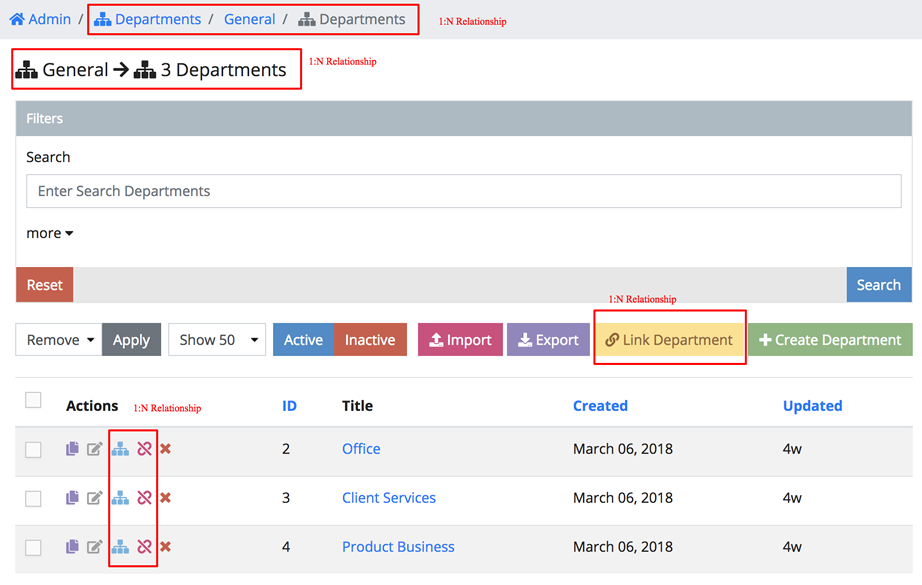 Admin / Departments / General / Departments 1:N Relationship
General → 3 Departments 1:N Relationship
Filters
Search
Enter Search Departments
more
Reset Search
1:N Relationship
Remove Apply Show 50 Active Inactive Import Export Link Department Create Department
Actions 1:N Relationship ID Title Created Updated
2 Office March 06, 2018 4w
3 Client Services March 06, 2018 4w
4 Product Business March 06, 2018 4w